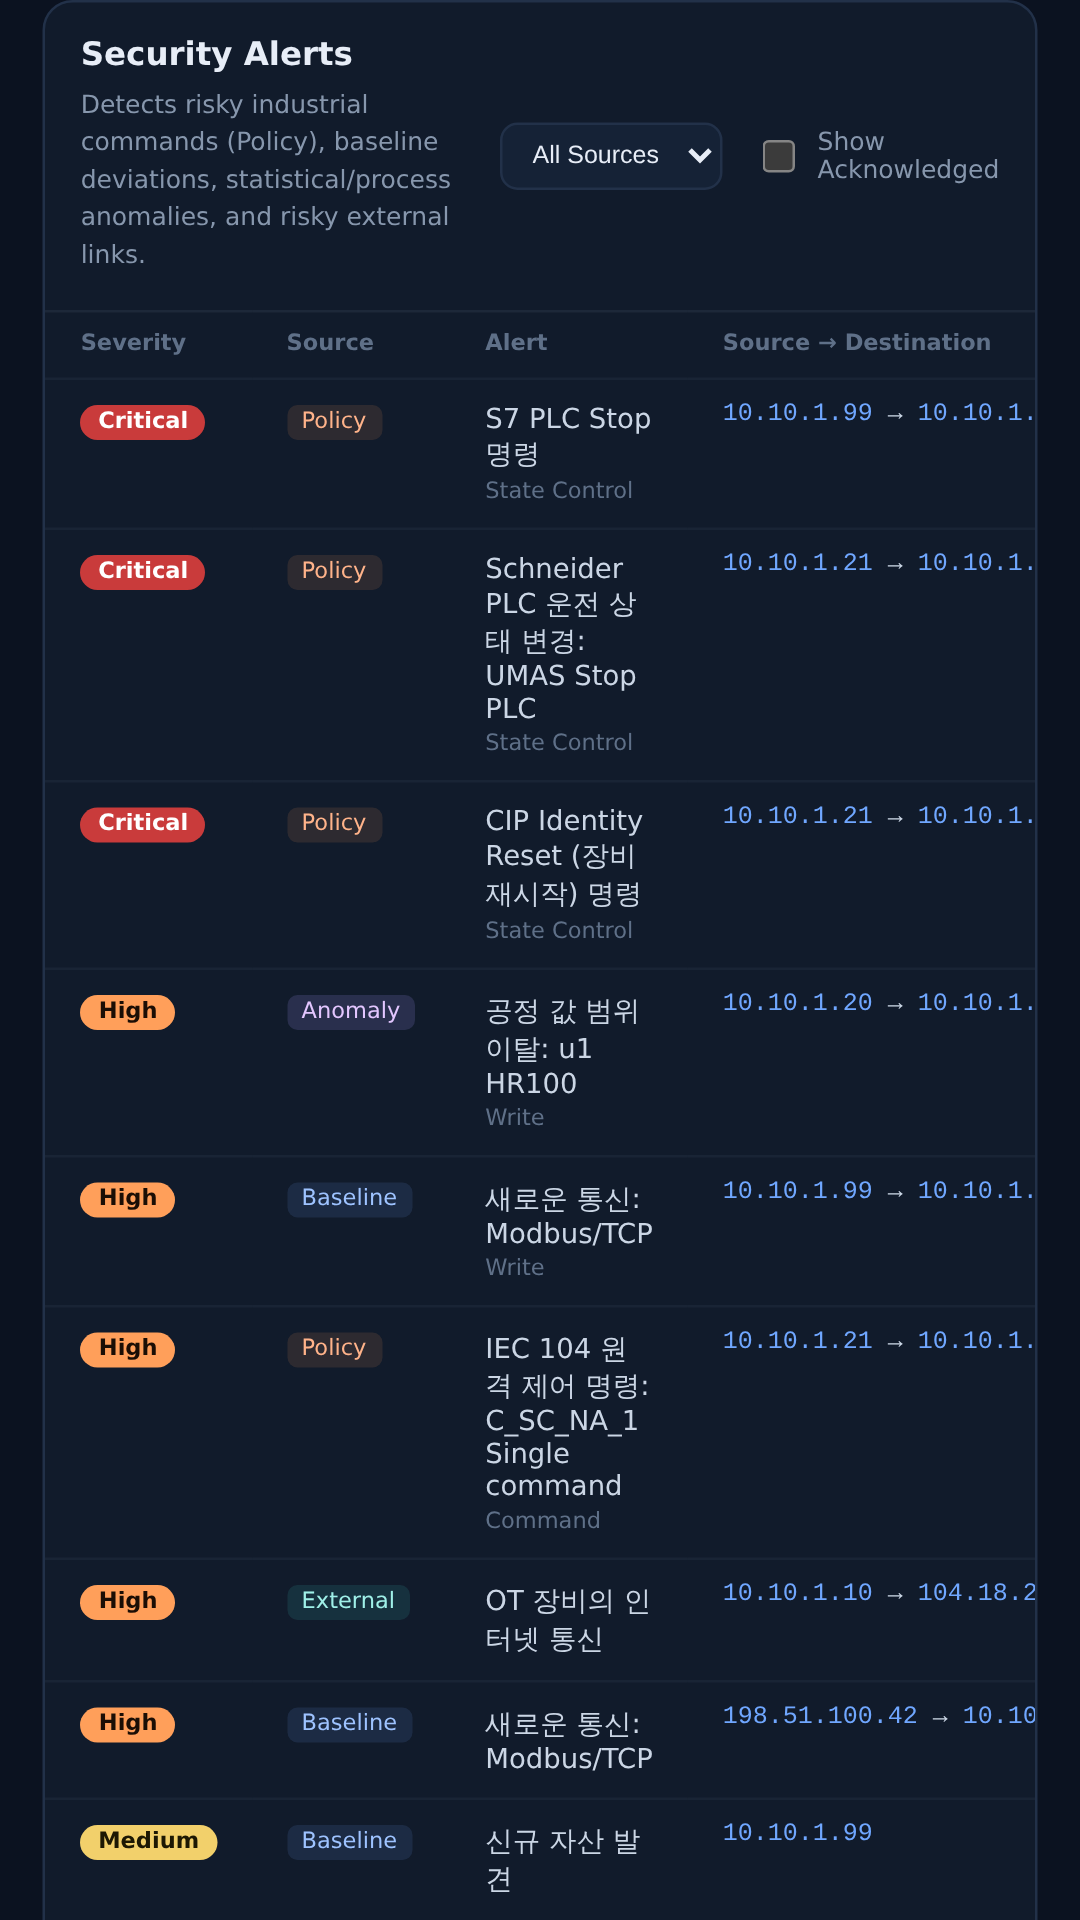 Security Alerts
Detects risky industrial
commands (Policy), baseline
deviations, statistical/process
anomalies, and risky external
links.
All Sources
Show
Acknowledged
Severity Source Alert Source → Destination
Critical Policy S7 PLC Stop 10.10.1.99 → 10.10.1.
명령
State Control
Critical Policy Schneider 10.10.1.21 → 10.10.1.
PLC 운전 상
태 변경:
UMAS Stop
PLC
State Control
Critical Policy CIP Identity 10.10.1.21 → 10.10.1.
Reset (장비
재시작) 명령
State Control
High Anomaly 공정 값 범위 10.10.1.20 → 10.10.1.
이탈: u1
HR100
Write
High Baseline 새로운 통신: 10.10.1.99 → 10.10.1.
Modbus/TCP
Write
High Policy IEC 104 원 10.10.1.21 → 10.10.1.
격 제어 명령:
C_SC_NA_1
Single
command
Command
High External OT 장비의 인 10.10.1.10 → 104.18.2
터넷 통신
High Baseline 새로운 통신: 198.51.100.42 → 10.10
Modbus/TCP
Medium Baseline 신규 자산 발 10.10.1.99
견